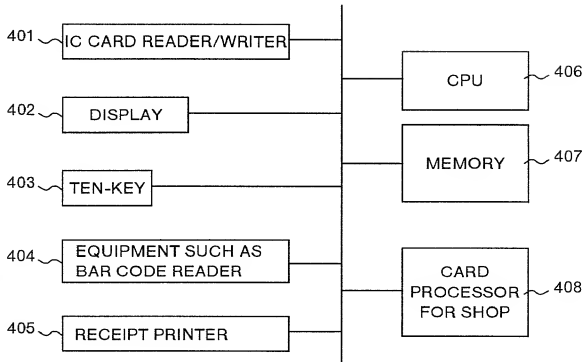 401
IC CARD READER/WRITER
402
DISPLAY
403
TEN-KEY
404
EQUIPMENT SUCH AS
BAR CODE READER
405
RECEIPT PRINTER
CPU
406
MEMORY
407
CARD
PROCESSOR
FOR SHOP
408